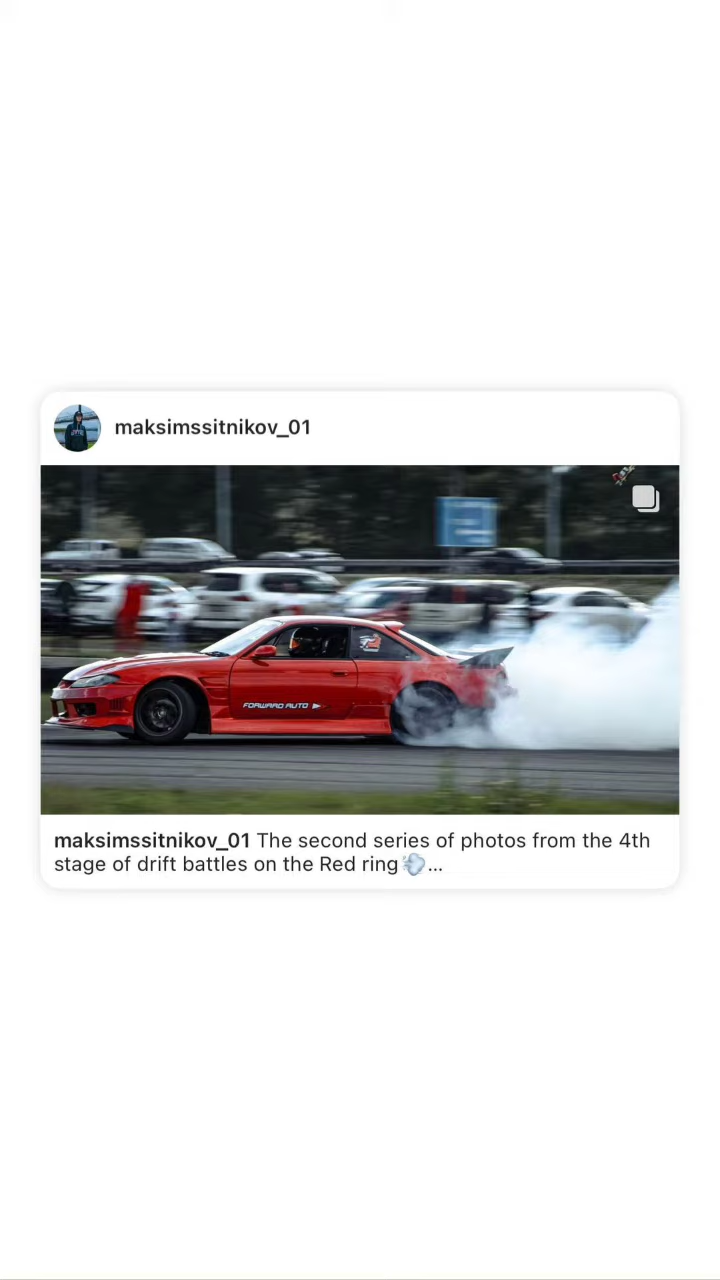 maksimssitnikov_01
FORWARD AUTO
maksimssitnikov_01 The second series of photos from the 4th
stage of drift battles on the Red ring💨...